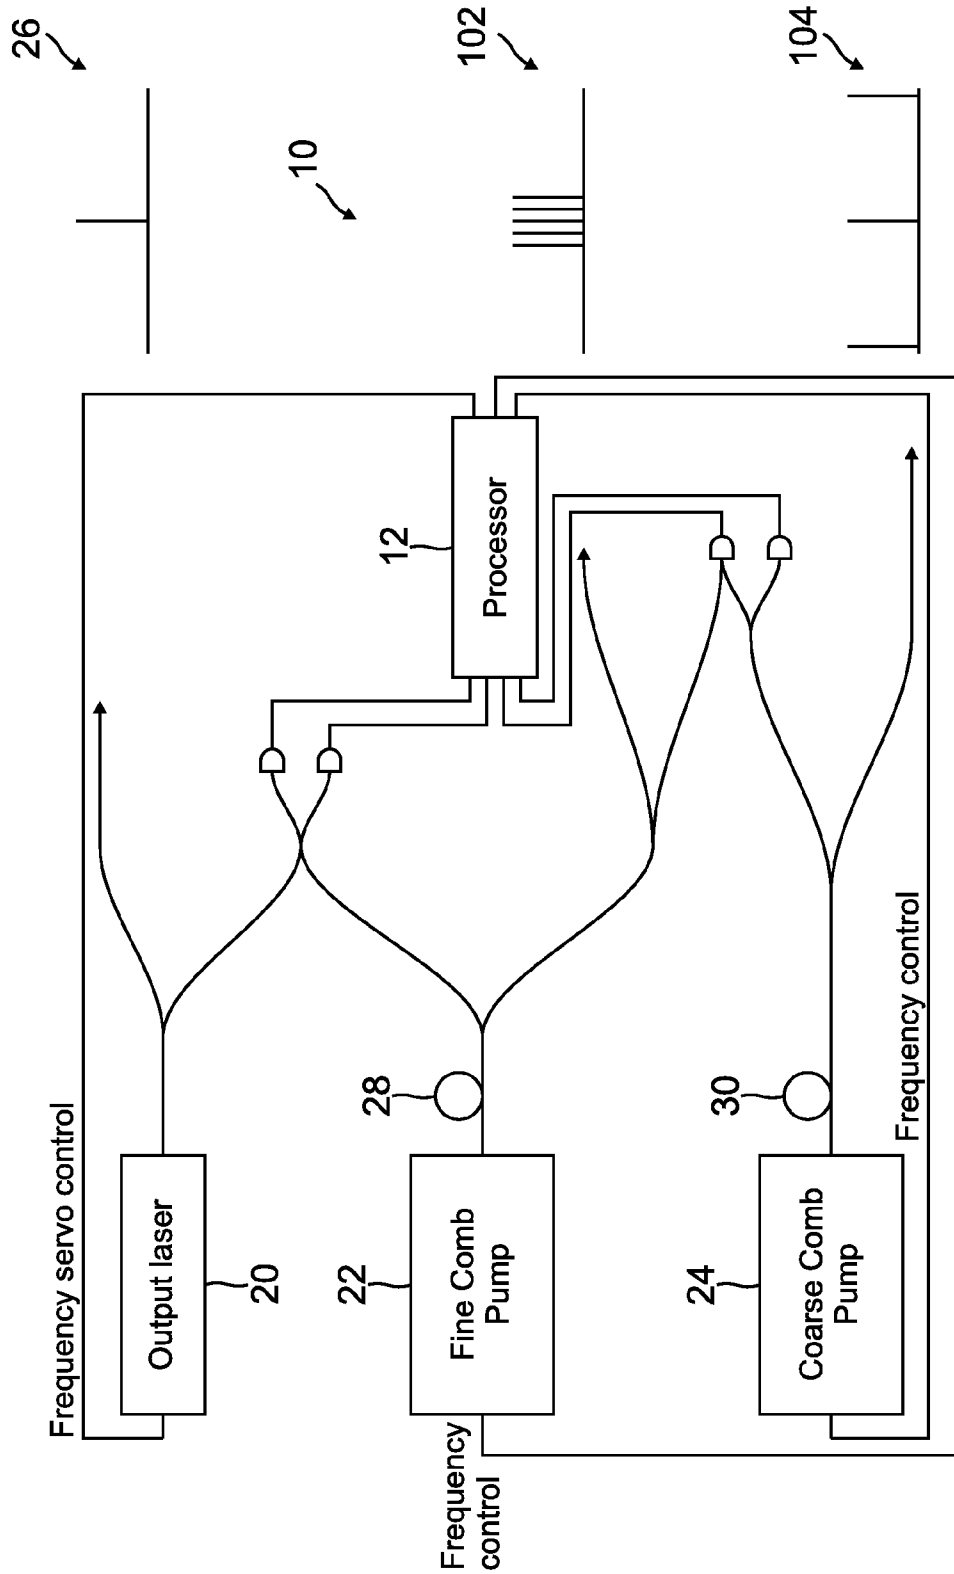 Frequency servo control
Output laser
20
26
10
12
Processor
Frequency
control
Fine Comb
Pump
22
28
102
Coarse Comb
Pump
24
30
Frequency control
104